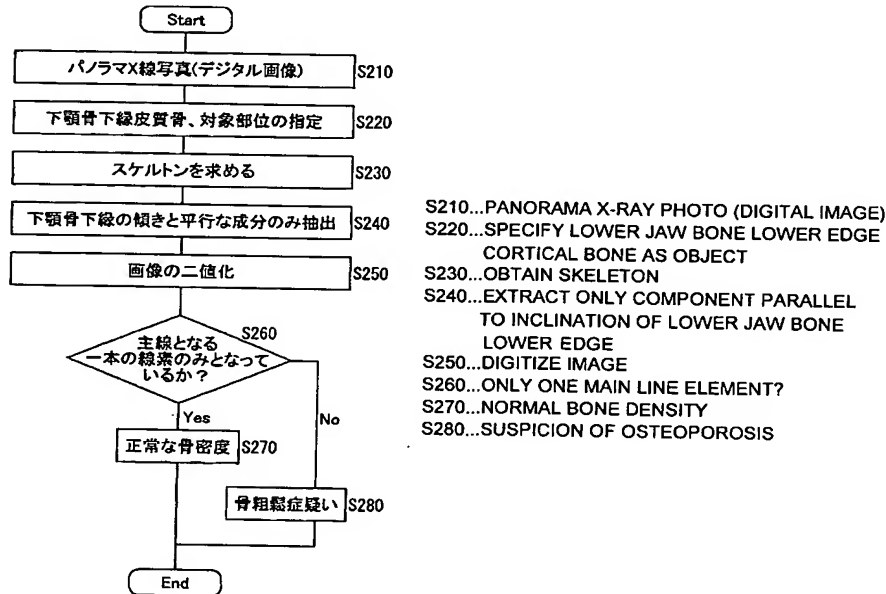 Start
パノラマX線写真(デジタル画像) S210
下顎骨下縁皮質骨、対象部位の指定 S220
スケルトンを求める S230
下顎骨下縁の傾きと平行な成分のみ抽出 S240
画像の二値化 S250
S260
主線となる
一本の線素のみとなって
いるか？
Yes
No
正常な骨密度 S270
骨粗鬆症疑い S280
End
S210...PANORAMA X-RAY PHOTO (DIGITAL IMAGE)
S220...SPECIFY LOWER JAW BONE LOWER EDGE
CORTICAL BONE AS OBJECT
S230...OBTAIN SKELETON
S240...EXTRACT ONLY COMPONENT PARALLEL
TO INCLINATION OF LOWER JAW BONE
LOWER EDGE
S250...DIGITIZE IMAGE
S260...ONLY ONE MAIN LINE ELEMENT?
S270...NORMAL BONE DENSITY
S280...SUSPICION OF OSTEOPOROSIS